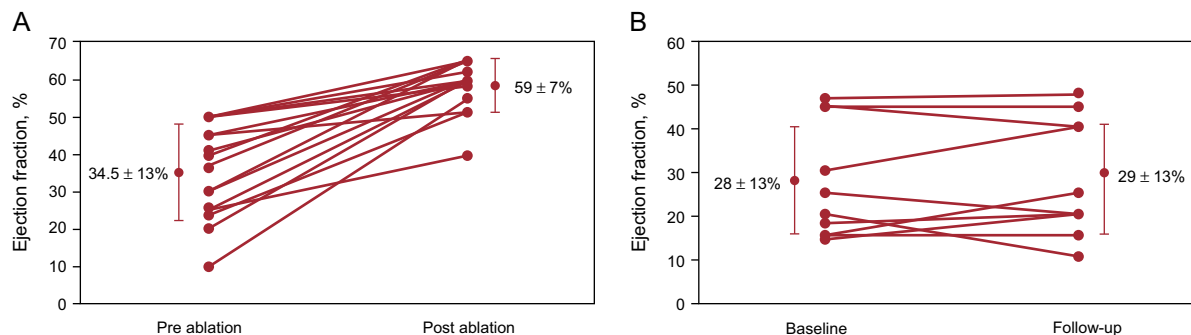 A
Ejection fraction, %
70
60
50
40
30
20
10
0
34.5 ± 13%
59 ± 7%
Pre ablation
Post ablation
B
Ejection fraction, %
60
50
40
30
20
10
0
28 ± 13%
29 ± 13%
Baseline
Follow-up